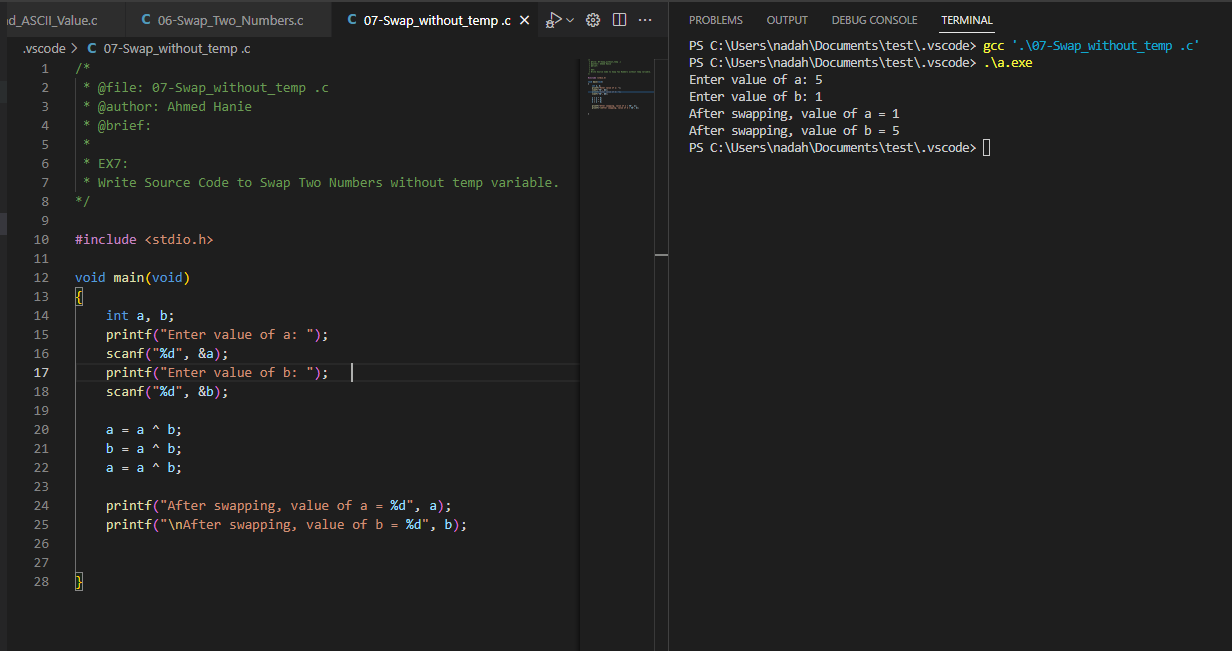 d_ASCII_Value.c C 06-Swap_Two_Numbers.c C 07-Swap_without_temp .c
.vscode > C 07-Swap_without_temp .c
1 /*
2  * @file: 07-Swap_without_temp .c
3  * @author: Ahmed Hanie
4  * @brief:
5  *
6  * EX7:
7  * Write Source Code to Swap Two Numbers without temp variable.
8 */
9
10 #include <stdio.h>
11
12 void main(void)
13 {
14     int a, b;
15     printf("Enter value of a: ");
16     scanf("%d", &a);
17     printf("Enter value of b: ");
18     scanf("%d", &b);
19
20     a = a ^ b;
21     b = a ^ b;
22     a = a ^ b;
23
24     printf("After swapping, value of a = %d", a);
25     printf("\nAfter swapping, value of b = %d", b);
26
27
28 }
PROBLEMS OUTPUT DEBUG CONSOLE TERMINAL
PS C:\Users\nadah\Documents\test\.vscode> gcc '.\07-Swap_without_temp .c'
PS C:\Users\nadah\Documents\test\.vscode> .\a.exe
Enter value of a: 5
Enter value of b: 1
After swapping, value of a = 1
After swapping, value of b = 5
PS C:\Users\nadah\Documents\test\.vscode>